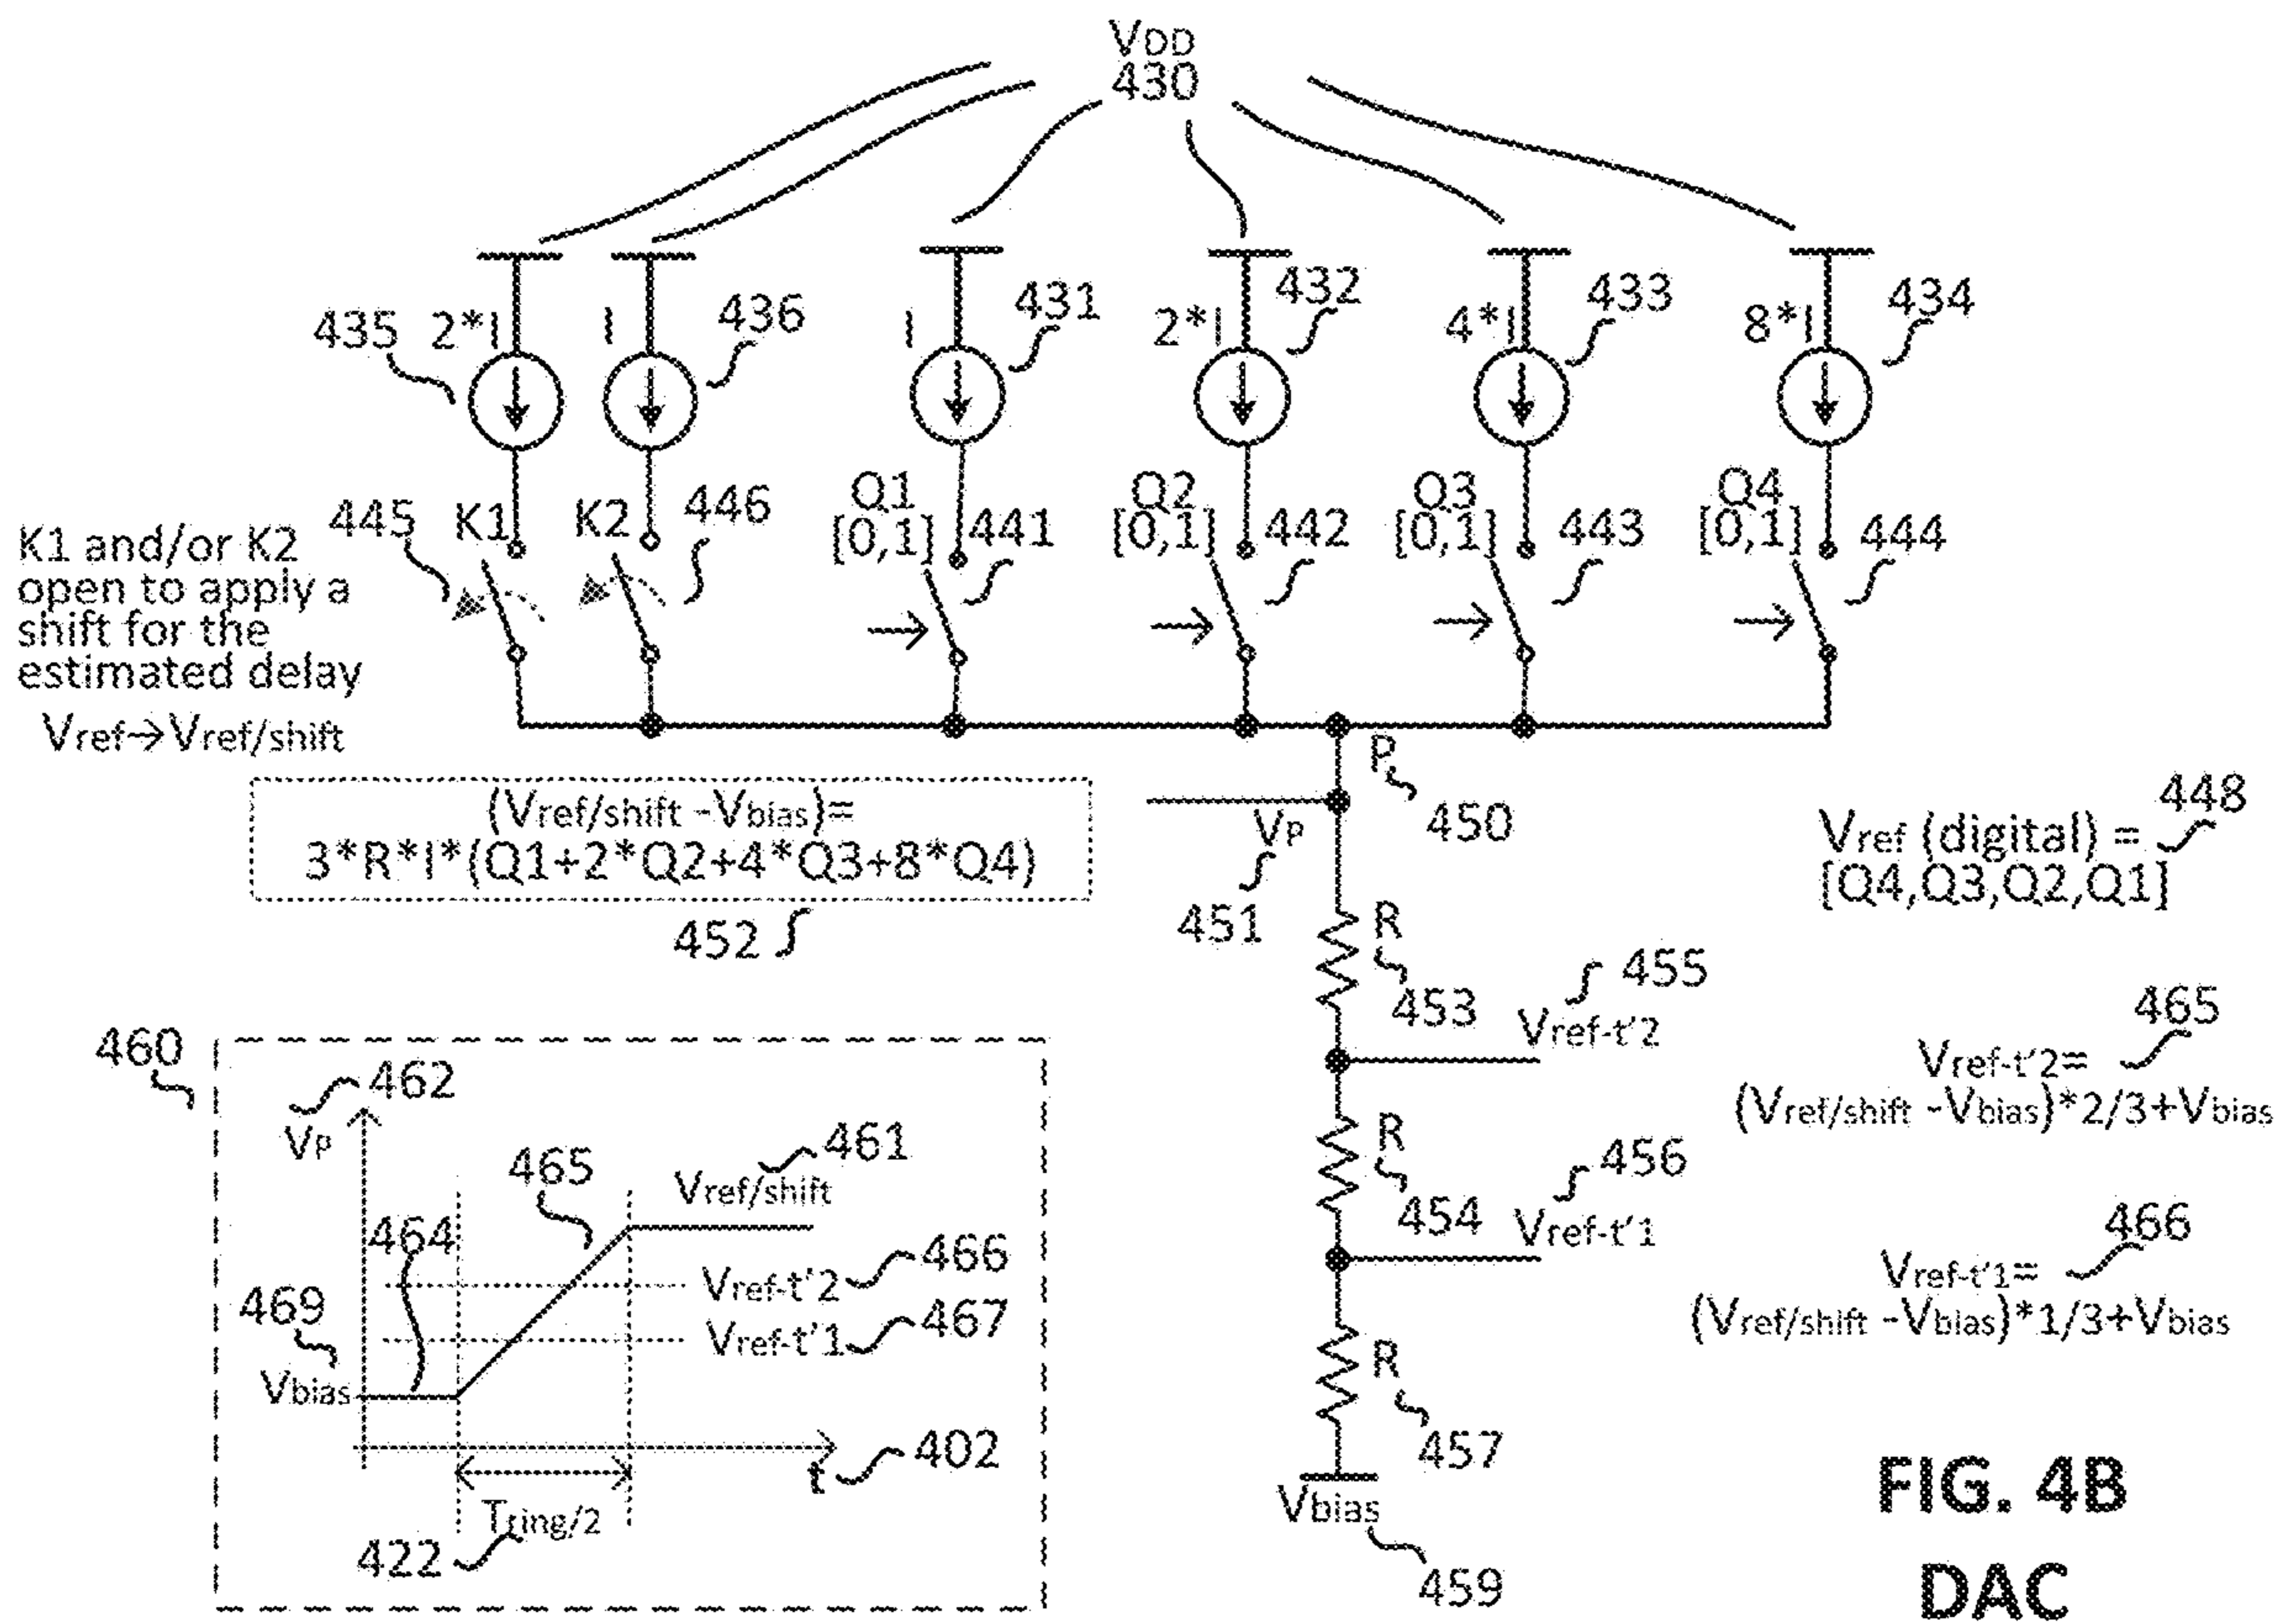 VDD
430
435
2*I
I
436
I
431
2*I
432
4*I
433
8*I
434
445
K1
K2
446
Q1
[0,1]
441
Q2
[0,1]
442
Q3
[0,1]
443
Q4
[0,1]
444
K1 and/or K2
open to apply a
shift for the
estimated delay
Vref→Vref/shift
(Vref/shift -Vbias)=
3*R*I*(Q1+2*Q2+4*Q3+8*Q4)
452
P
450
VP
451
448
Vref (digital) =
[Q4,Q3,Q2,Q1]
R
453
455
Vref-t'2
465
Vref-t'2=
(Vref/shift -Vbias)*2/3+Vbias
R
454
456
Vref-t'1
466
Vref-t'1=
(Vref/shift -Vbias)*1/3+Vbias
R
457
Vbias
459
460
462
VP
465
461
Vref/shift
464
Vref-t'2
466
469
Vref-t'1
467
Vbias
t
402
Tring/2
422
FIG. 4B
DAC